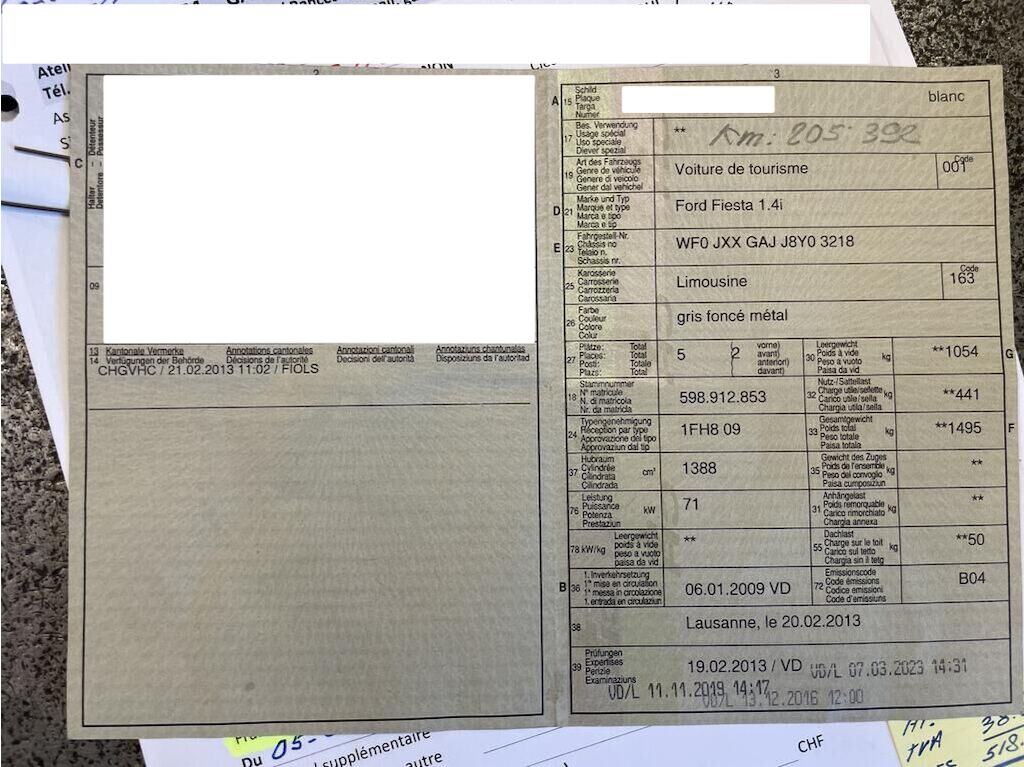 Tél.
NON
2
3
C
Détenteur
Possesseur
Halter
Detentore
09
13 Kantonale Vermerke Annotations cantonales Annotazioni cantonali Annotaziuns chantunalas
14 Verfügungen der Behörde Décisions de l'autorité Decisioni dell'autorità Disposiziuns da l'autoritad
CHGVHC / 21.02.2013 11:02 / FIOLS
A 15 Schild
Plaque
Targa
Numer
blanc
17 Bes. Verwendung
Usage spécial
Uso speciale
Diever spezial
** Km: 205'392
19 Art des Fahrzeugs
Genre de véhicule
Genere di veicolo
Gener dal vehichel
Voiture de tourisme
Code
001
D 21 Marke und Typ
Marque et type
Marca e tipo
Marca e tip
Ford Fiesta 1.4i
E 23 Fahrgestell-Nr.
Châssis no
Telaio n.
Schassis nr.
WF0 JXX GAJ J8Y0 3218
25 Karosserie
Carrosserie
Carrozzeria
Carossaria
Limousine
Code
163
26 Farbe
Couleur
Colore
Colur
gris foncé métal
27 Plätze: Total
Places: Total
Posti: Totale
Plazs: Total
5 2
vorne)
avant)
anteriori)
davant)
30 Leergewicht
Poids à vide
Peso a vuoto
Paisa da vid
kg
**1054
G
18 Stammnummer
N° matricule
N. di matricola
Nr. da matricla
598.912.853
32 Nutz-/Sattellast
Charge utile/sellette
Carico utile/sella
Chargia utila/sella
kg
**441
24 Typengenehmigung
Réception par type
Approvazione del tipo
Approvaziun dal tip
1FH8 09
33 Gesamtgewicht
Poids total
Peso totale
Paisa totala
kg
**1495
F
37 Hubraum
Cylindrée
Cilindrata
Cilindrada
cm³
1388
35 Gewicht des Zuges
Poids de l'ensemble
Peso del convoglio
Paisa cumposiziun
kg
**
76 Leistung
Puissance
Potenza
Prestaziun
kW
71
31 Anhängelast
Poids remorquable
Carico rimorchiato
Chargia annexa
kg
**
78 kW/kg Leergewicht
poids à vide
peso a vuoto
paisa da vid
**
55 Dachlast
Charge sur le toit
Carico sul tetto
Chargia sin il tetg
kg
**50
B 36 1. Inverkehrsetzung
1re mise en circulation
1a messa in circolazione
1. entrada en circulaziun
06.01.2009 VD
72 Emissionscode
Code émissions
Codice emissioni
Code d'emissiuns
B04
38
Lausanne, le 20.02.2013
39 Prüfungen
Expertises
Perizie
Examinaziuns
19.02.2013 / VD VD/L 07.03.2023 14:31
VD/L 11.11.2019 14:17
VD/L 13.12.2016 12:00
Du 05-
supplémentaire
autre
CHF
TVA
518.